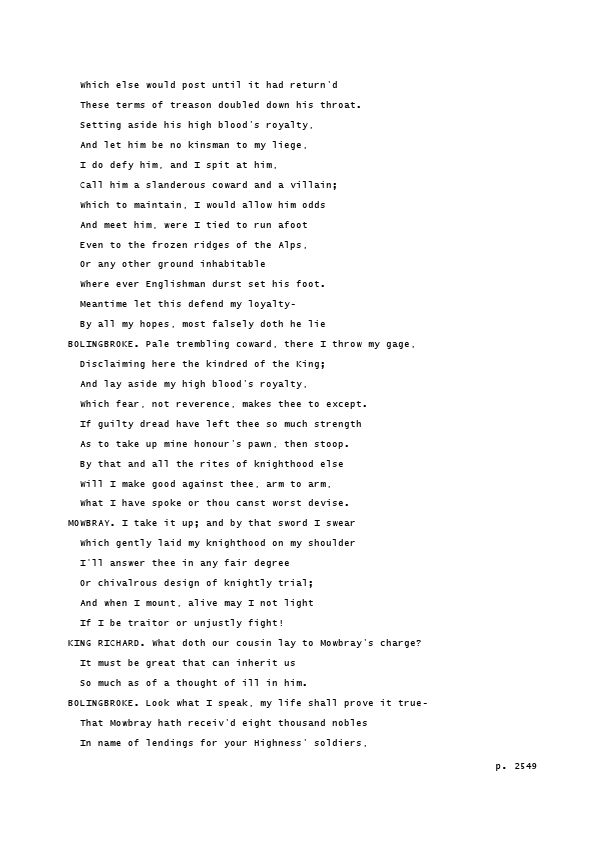 Which else would post until it had return'd
These terms of treason doubled down his throat.
Setting aside his high blood's royalty,
And let him be no kinsman to my liege,
I do defy him, and I spit at him,
Call him a slanderous coward and a villain;
Which to maintain, I would allow him odds
And meet him, were I tied to run afoot
Even to the frozen ridges of the Alps,
Or any other ground inhabitable
Where ever Englishman durst set his foot.
Meantime let this defend my loyalty-
By all my hopes, most falsely doth he lie
BOLINGBROKE. Pale trembling coward, there I throw my gage,
Disclaiming here the kindred of the King;
And lay aside my high blood's royalty,
Which fear, not reverence, makes thee to except.
If guilty dread have left thee so much strength
As to take up mine honour's pawn, then stoop.
By that and all the rites of knighthood else
Will I make good against thee, arm to arm,
What I have spoke or thou canst worst devise.
MOWBRAY. I take it up; and by that sword I swear
Which gently laid my knighthood on my shoulder
I'll answer thee in any fair degree
Or chivalrous design of knightly trial;
And when I mount, alive may I not light
If I be traitor or unjustly fight!
KING RICHARD. What doth our cousin lay to Mowbray's charge?
It must be great that can inherit us
So much as of a thought of ill in him.
BOLINGBROKE. Look what I speak, my life shall prove it true-
That Mowbray hath receiv'd eight thousand nobles
In name of lendings for your Highness' soldiers,
p. 2549